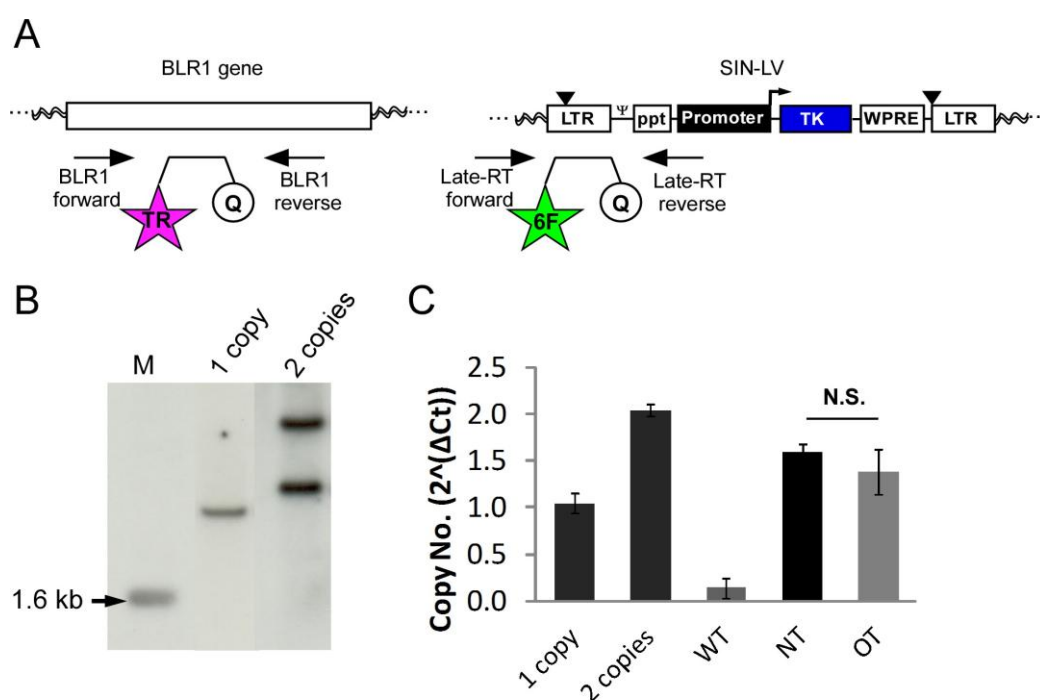 A
BLR1 gene
SIN-LV
LTR
Ψ
ppt
Promoter
TK
WPRE
LTR
BLR1
forward
BLR1
reverse
TR
Q
Late-RT
forward
Late-RT
reverse
6F
Q
B
M
1 copy
2 copies
1.6 kb
C
Copy No. (2^(ΔCt))
2.5
2.0
1.5
1.0
0.5
0.0
N.S.
1 copy
2 copies
WT
NT
OT